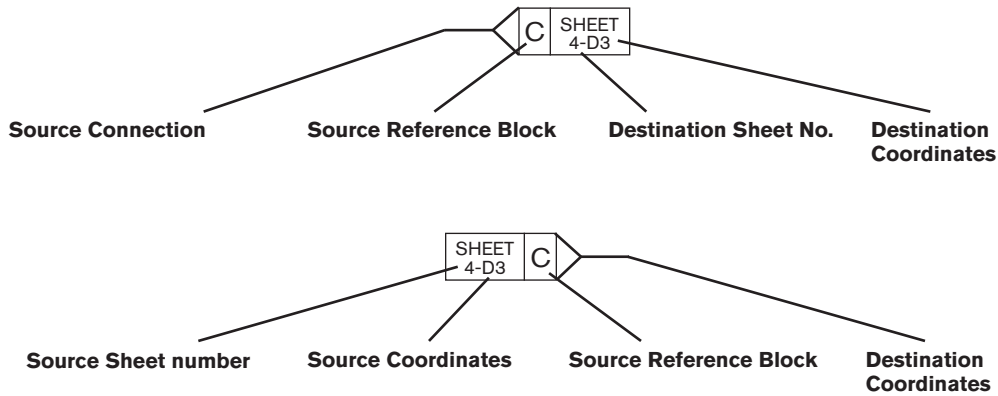 C
SHEET
4-D3
Source Connection
Source Reference Block
Destination Sheet No.
Destination
Coordinates
SHEET
4-D3
C
Source Sheet number
Source Coordinates
Source Reference Block
Destination
Coordinates